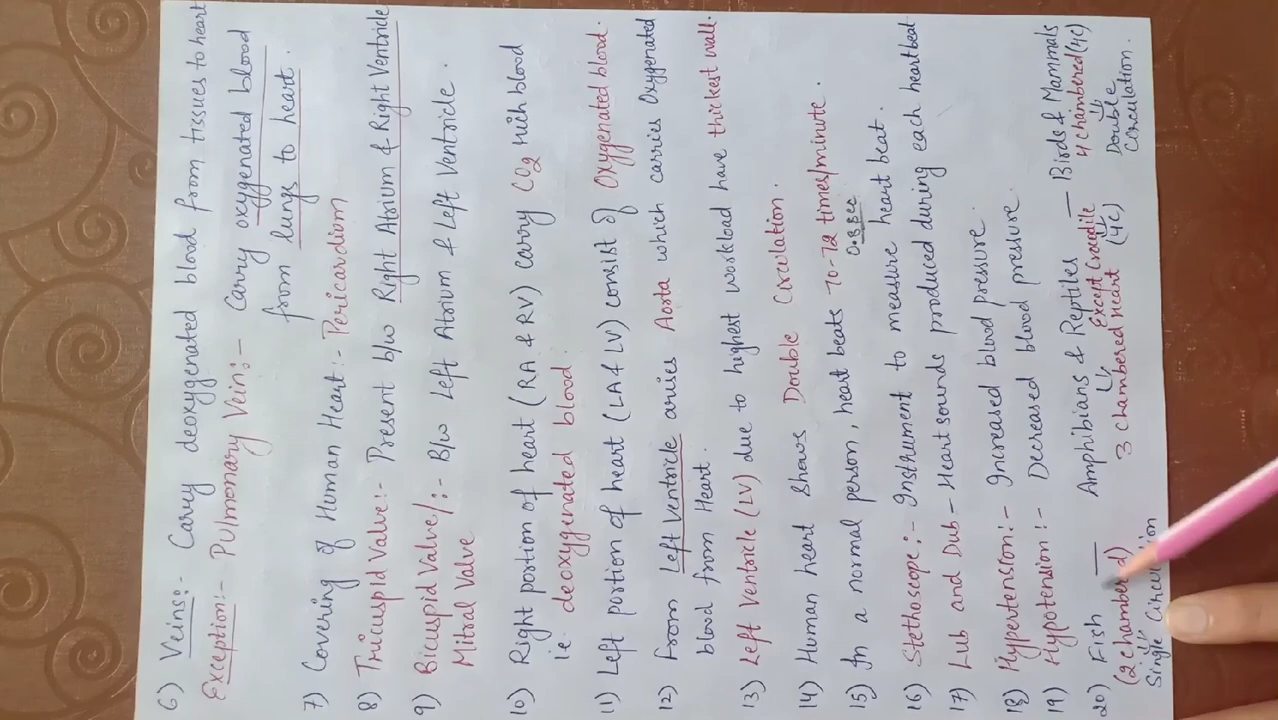 6) Veins:- Carry deoxygenated blood from tissues to heart
Exception:- Pulmonary Vein:- Carry oxygenated blood
from lungs to heart.
7) Covering of Human Heart:- Pericardiom
8) Tricuspid Valve:- Present b/w Right Atrium & Right Ventricle
9) Bicuspid Valve/ :- B/w Left Atrium & Left Ventricle.
Mitral Valve
10) Right portion of heart (RA & RV) carry CO2 rich blood
i.e. deoxygenated blood
11) Left portion of heart (LA & LV) consist of Oxygenated blood.
12) From Left Ventricle arises Aorta which carries Oxygenated
blood from Heart.
13) Left Ventricle (LV) due to highest workload have thickest wall.
14) Human heart shows Double Circulation.
15) In a normal person, heart beats 70-72 times/minute.
0.8 sec
16) Stethoscope:- Instrument to measure heart beat.
17) Lub and Dub - Heart sounds produced during each heartbeat
18) Hypertension:- Increased blood pressure.
19) Hypotension:- Decreased blood pressure.
20) Fish — Amphibians & Reptiles — Birds & Mammals
(2 chambered) Except Crocodile 4 chambered (4C)
3 chambered heart (4C) Double
Single Circulation.